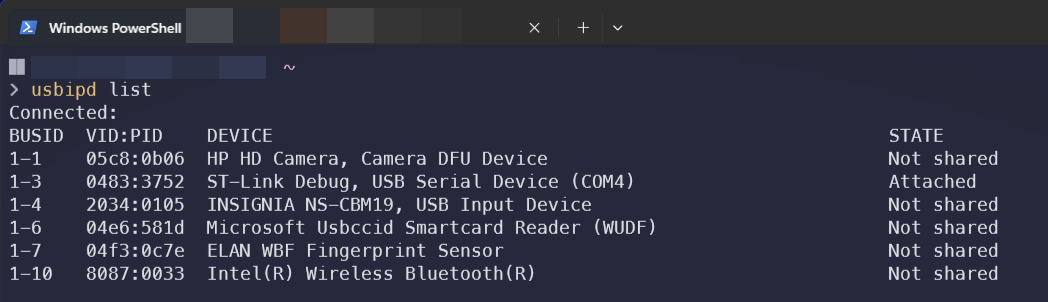 Windows PowerShell
~
> usbipd list
Connected:
BUSID VID:PID DEVICE STATE
1-1 05c8:0b06 HP HD Camera, Camera DFU Device Not shared
1-3 0483:3752 ST-Link Debug, USB Serial Device (COM4) Attached
1-4 2034:0105 INSIGNIA NS-CBM19, USB Input Device Not shared
1-6 04e6:581d Microsoft Usbccid Smartcard Reader (WUDF) Not shared
1-7 04f3:0c7e ELAN WBF Fingerprint Sensor Not shared
1-10 8087:0033 Intel(R) Wireless Bluetooth(R) Not shared